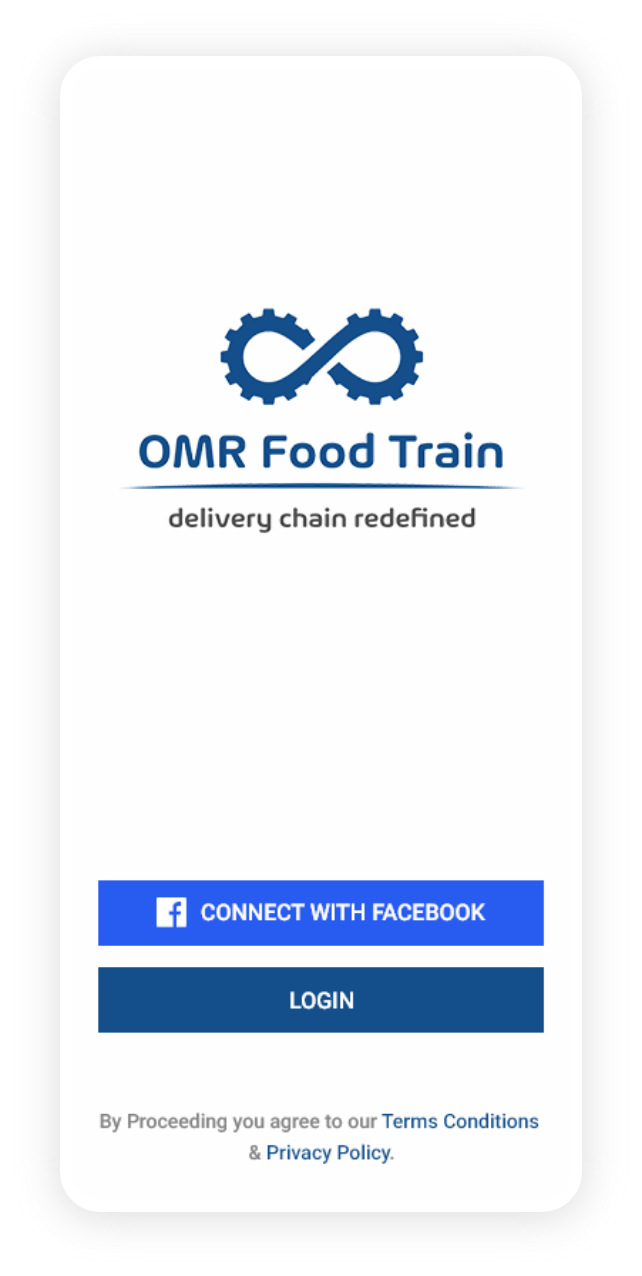 OMR Food Train
delivery chain redefined
CONNECT WITH FACEBOOK
LOGIN
By Proceeding you agree to our Terms Conditions
& Privacy Policy.